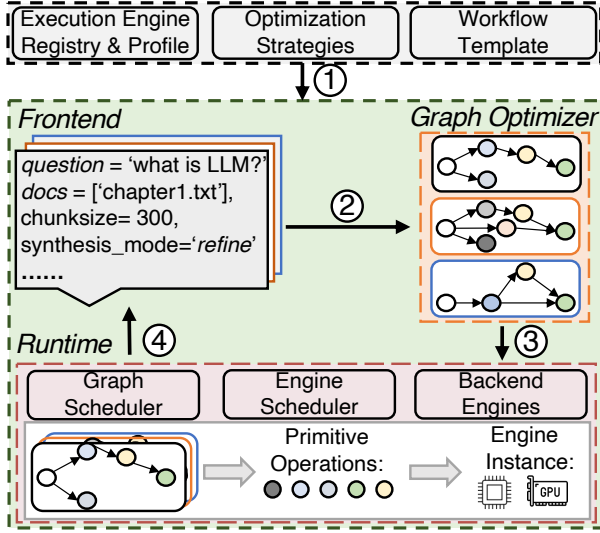 Execution Engine
Registry & Profile
Optimization
Strategies
Workflow
Template
①
Frontend
Graph Optimizer
question = ‘what is LLM?’
docs = [‘chapter1.txt’],
chunksize= 300,
synthesis_mode=‘refine’
......
②
③
④
Runtime
Graph
Scheduler
Engine
Scheduler
Backend
Engines
Primitive
Operations:
Engine
Instance:
GPU